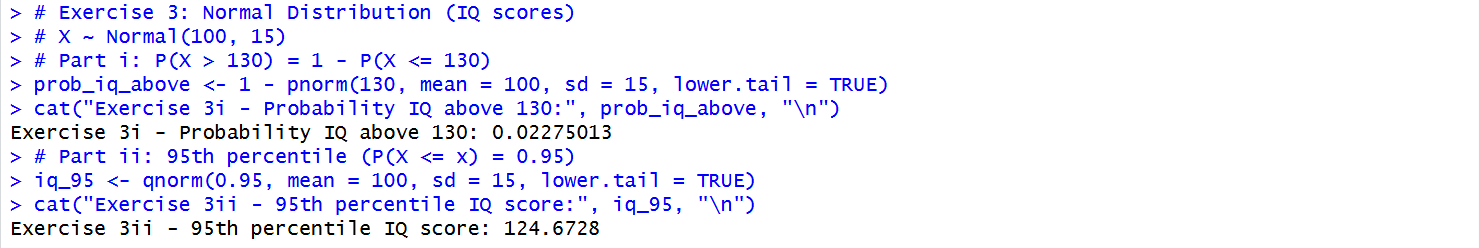 > # Exercise 3: Normal Distribution (IQ scores)
> # X ~ Normal(100, 15)
> # Part i: P(X > 130) = 1 - P(X <= 130)
> prob_iq_above <- 1 - pnorm(130, mean = 100, sd = 15, lower.tail = TRUE)
> cat("Exercise 3i - Probability IQ above 130:", prob_iq_above, "\n")
Exercise 3i - Probability IQ above 130: 0.02275013
> # Part ii: 95th percentile (P(X <= x) = 0.95)
> iq_95 <- qnorm(0.95, mean = 100, sd = 15, lower.tail = TRUE)
> cat("Exercise 3ii - 95th percentile IQ score:", iq_95, "\n")
Exercise 3ii - 95th percentile IQ score: 124.6728